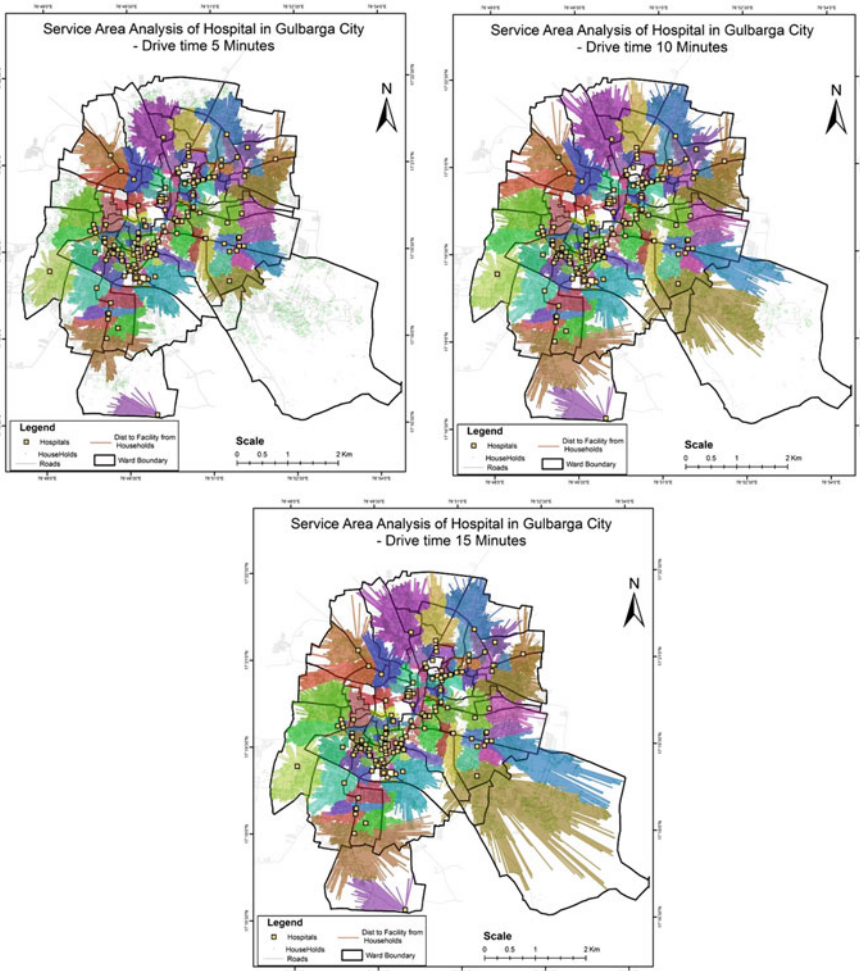 Service Area Analysis of Hospital in Gulbarga City
- Drive time 5 Minutes
N
Legend
Hospitals
HouseHolds
Roads
Dist to Facility from
Households
Ward Boundary
Scale
0 0.5 1 2 Km
Service Area Analysis of Hospital in Gulbarga City
- Drive time 10 Minutes
N
Legend
Hospitals
HouseHolds
Roads
Dist to Facility from
Households
Ward Boundary
Scale
0 0.5 1 2 Km
Service Area Analysis of Hospital in Gulbarga City
- Drive time 15 Minutes
N
Legend
Hospitals
HouseHolds
Roads
Dist to Facility from
Households
Ward Boundary
Scale
0 0.5 1 2 Km